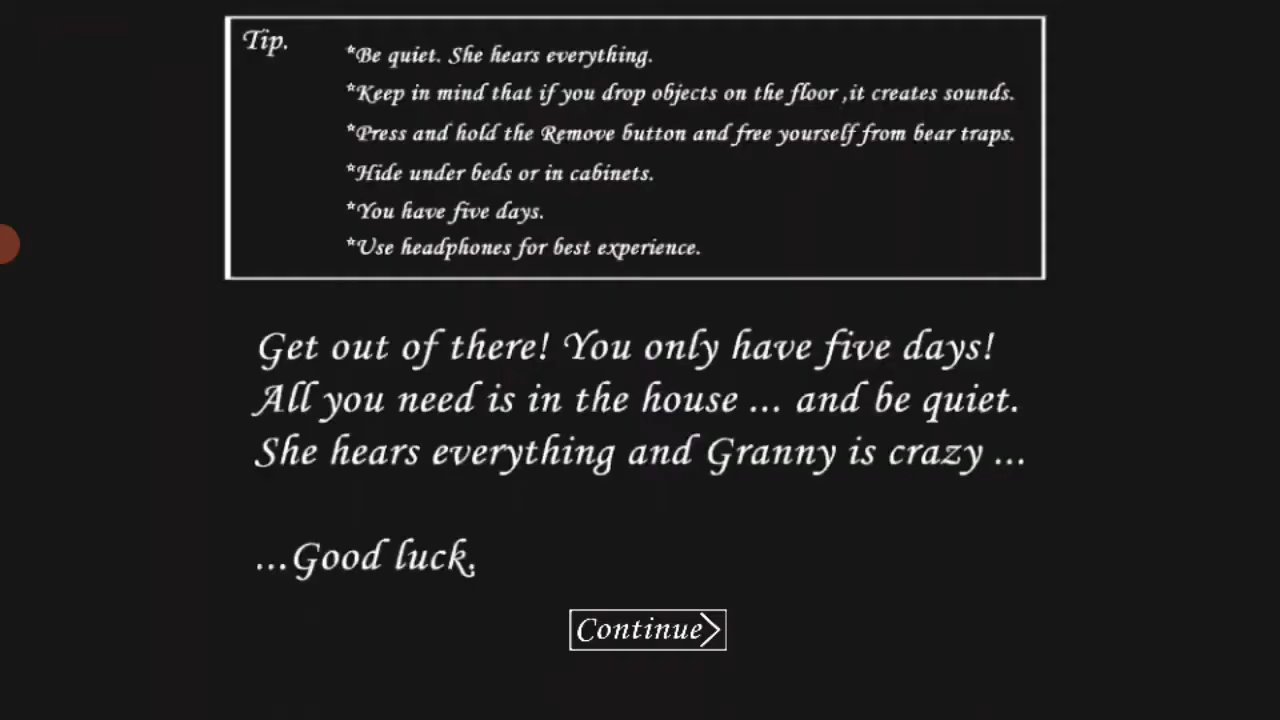 Tip.
*Be quiet. She hears everything.
*Keep in mind that if you drop objects on the floor ,it creates sounds.
*Press and hold the Remove button and free yourself from bear traps.
*Hide under beds or in cabinets.
*You have five days.
*Use headphones for best experience.
Get out of there! You only have five days!
All you need is in the house ... and be quiet.
She hears everything and Granny is crazy ...
...Good luck.
Continue>